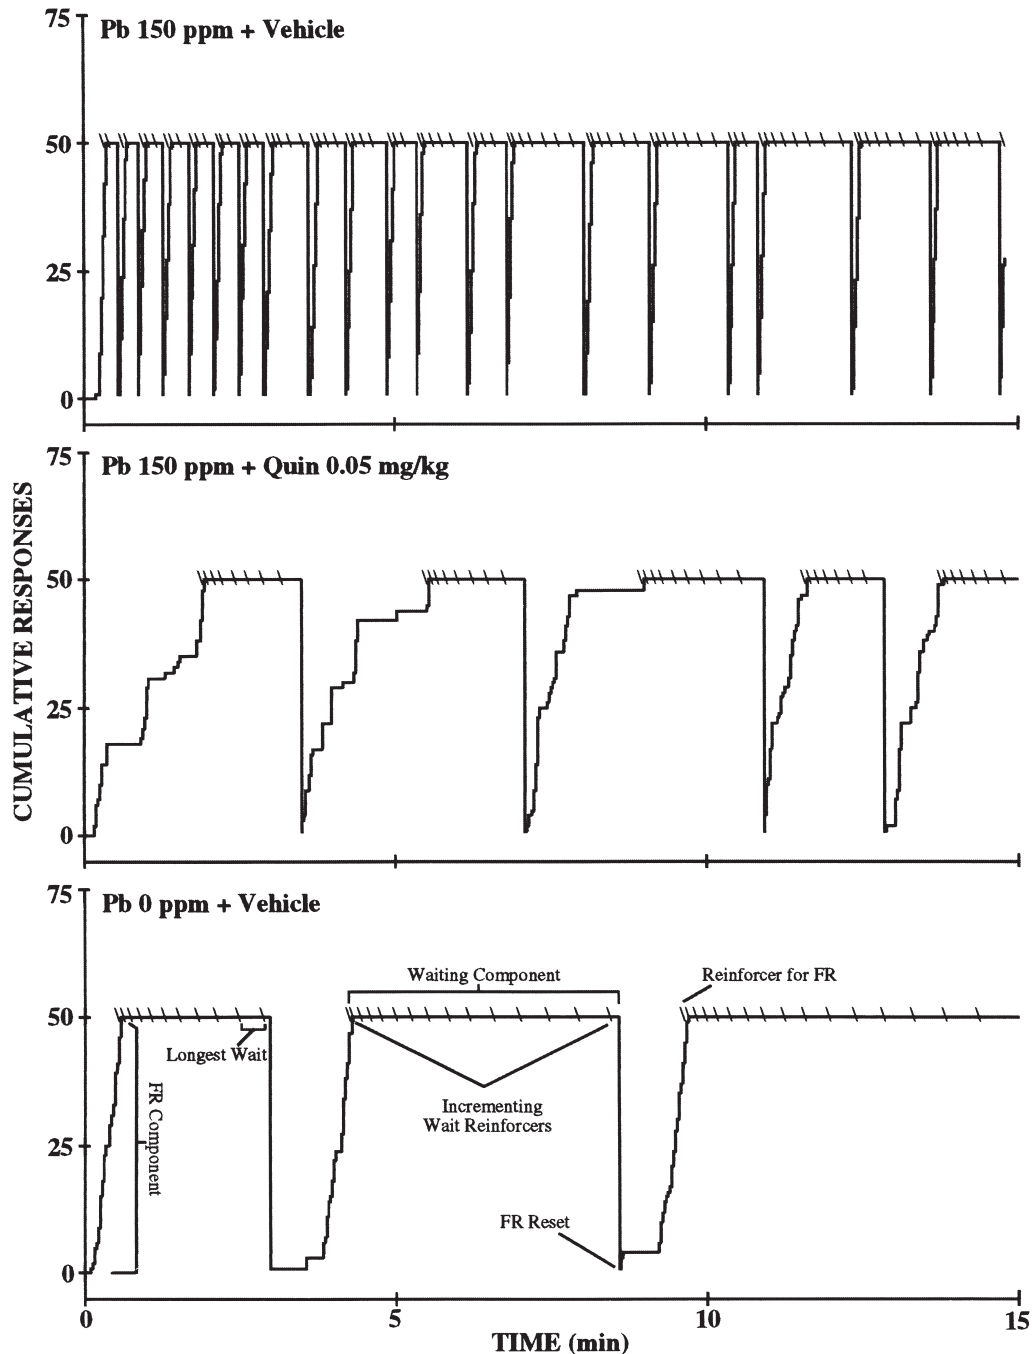 75
Pb 150 ppm + Vehicle
50
25
0
75
Pb 150 ppm + Quin 0.05 mg/kg
50
25
0
CUMULATIVE RESPONSES
75
Pb 0 ppm + Vehicle
Waiting Component
Reinforcer for FR
50
Longest Wait
FR Component
Incrementing
Wait Reinforcers
25
FR Reset
0
0
5
10
15
TIME (min)